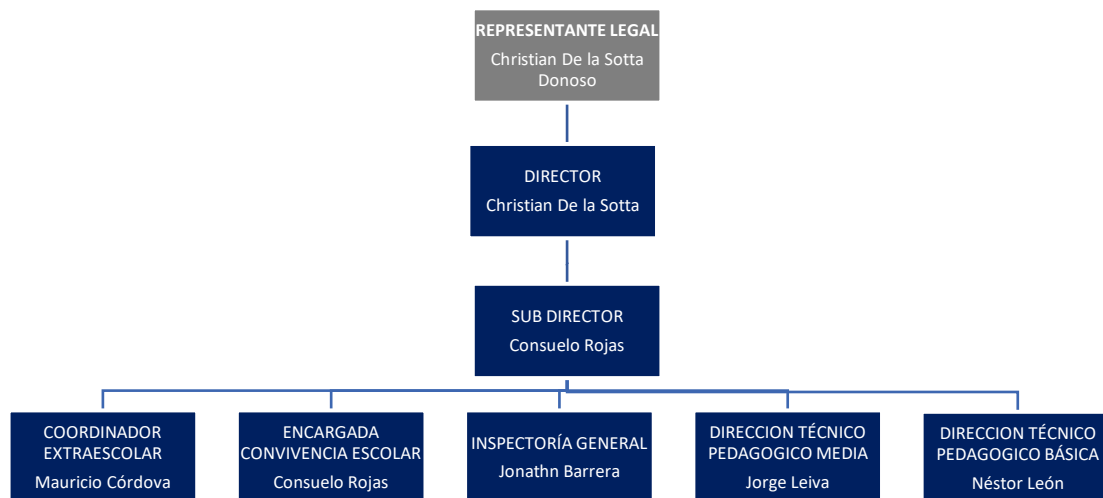 REPRESENTANTE LEGAL
Christian De la Sotta
Donoso
DIRECTOR
Christian De la Sotta
SUB DIRECTOR
Consuelo Rojas
COORDINADOR
EXTRAESCOLAR
Mauricio Córdova
ENCARGADA
CONVIVENCIA ESCOLAR
Consuelo Rojas
INSPECTORÍA GENERAL
Jonathn Barrera
DIRECCION TÉCNICO
PEDAGOGICO MEDIA
Jorge Leiva
DIRECCION TÉCNICO
PEDAGOGICO BÁSICA
Néstor León